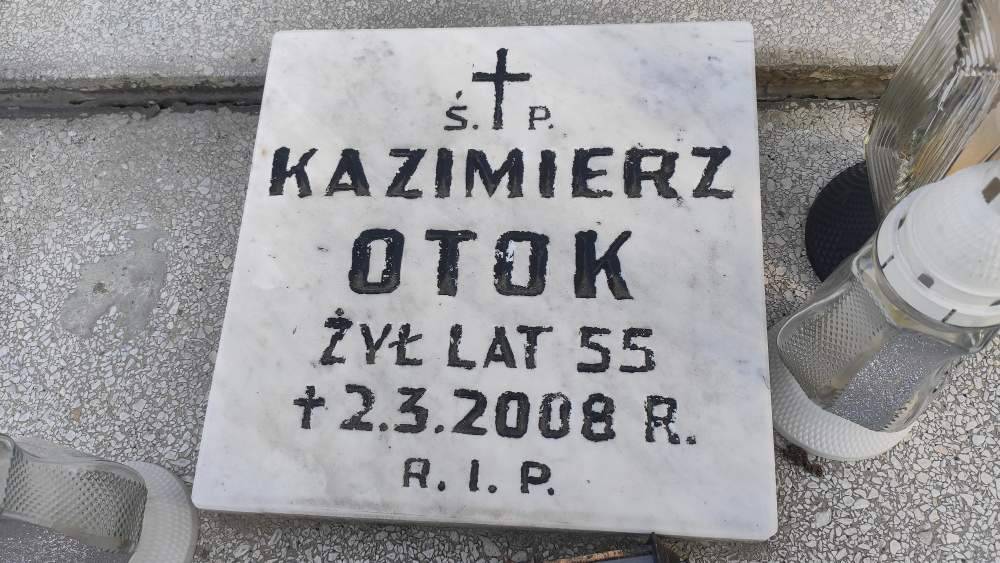 Ś. P.
KAZIMIERZ
OTOK
ŻYŁ LAT 55
✝ 2.3.2008 R.
R. I. P.